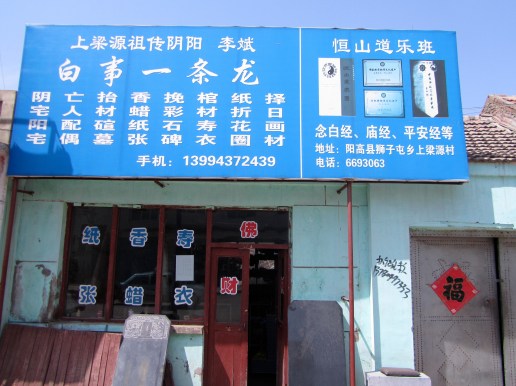 上梁源祖传阴阳 李斌
白事一条龙
阴宅阳宅
亡人配偶
抬材碹墓
香蜡纸张
挽彩石碑
棺材寿衣
纸折花圈
择日画材
手机：13994372439
恒山道乐班
念白经、庙经、平安经等
地址：阳高县狮子屯乡上梁源村
电话：6693063
纸张
香蜡
寿衣
佛
财
福